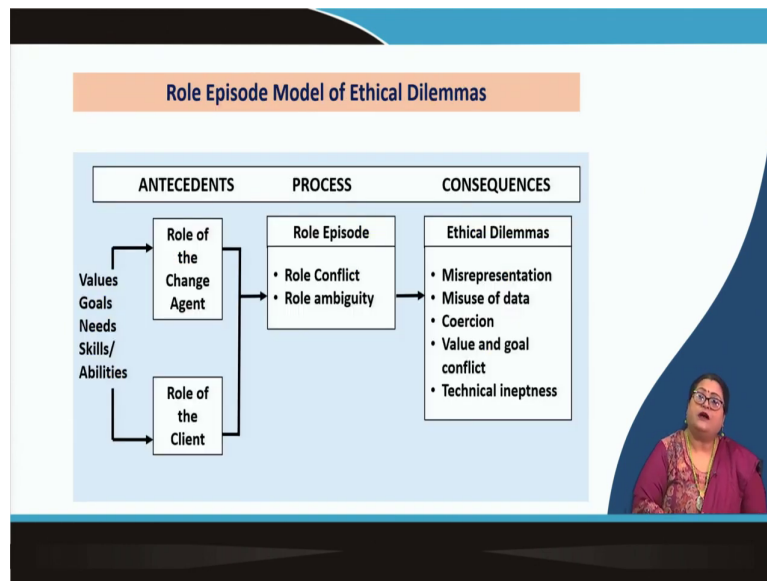 Role Episode Model of Ethical Dilemmas
ANTECEDENTS PROCESS CONSEQUENCES
Values
Goals
Needs
Skills/
Abilities
Role of
the
Change
Agent
Role of
the
Client
Role Episode
• Role Conflict
• Role ambiguity
Ethical Dilemmas
• Misrepresentation
• Misuse of data
• Coercion
• Value and goal
conflict
• Technical ineptness